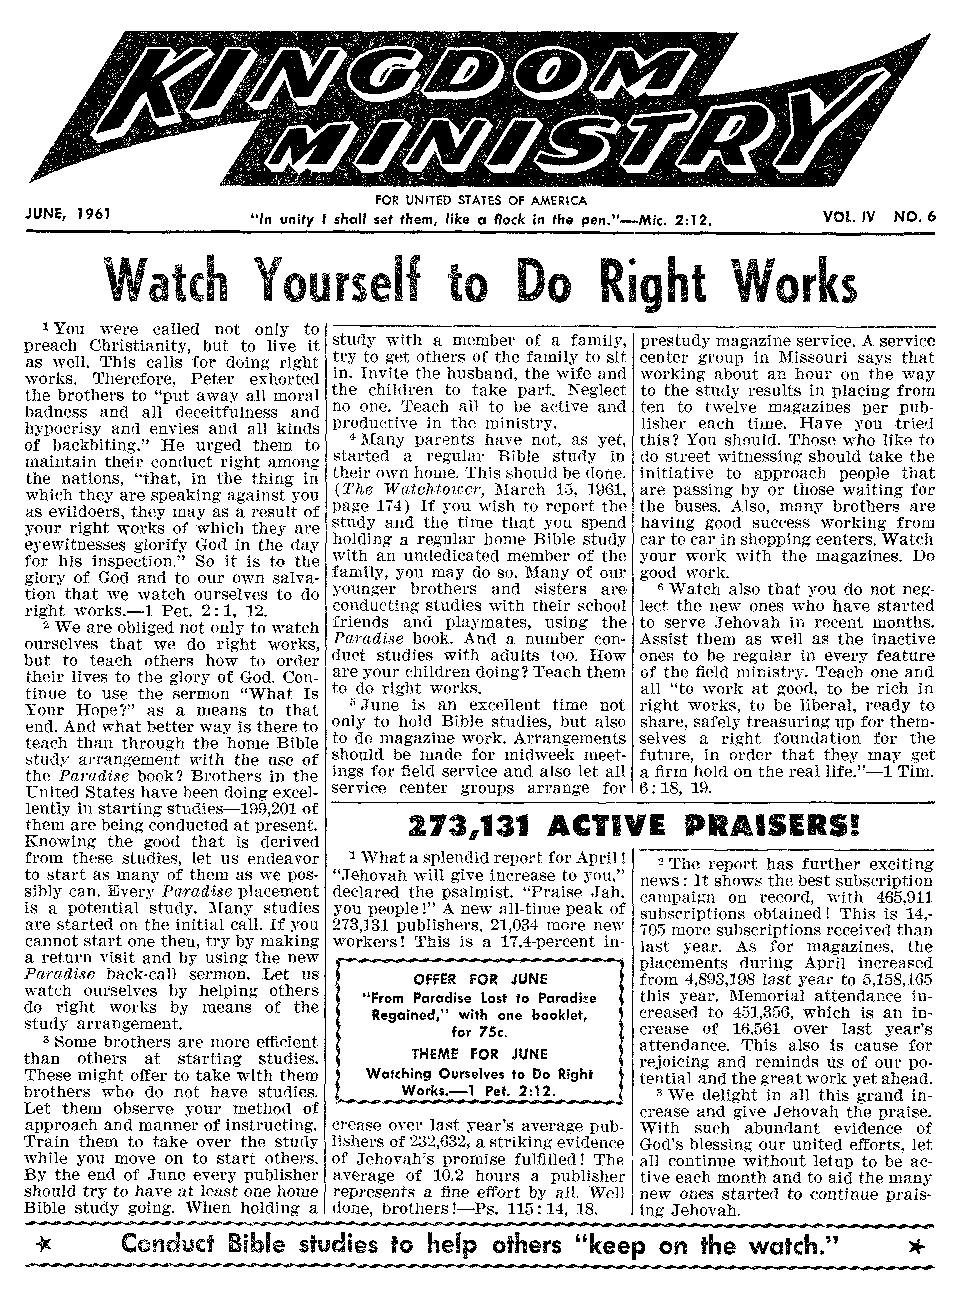 KINGDOM
MINISTRY
FOR UNITED STATES OF AMERICA
JUNE, 1961
"In unity I shall set them, like a flock in the pen."—Mic. 2:12.
VOL. IV NO. 6
Watch Yourself to Do Right Works
1 You were called not only to
preach Christianity, but to live it
as well. This calls for doing right
works. Therefore, Peter exhorted
the brothers to "put away all moral
badness and all deceitfulness and
hypocrisy and envies and all kinds
of backbiting." He urged them to
maintain their conduct right among
the nations, "that, in the thing in
which they are speaking against you
as evildoers, they may as a result of
your right works of which they are
eyewitnesses glorify God in the day
for his inspection." So it is to the
glory of God and to our own salva-
tion that we watch ourselves to do
right works.—1 Pet. 2:1, 12.
2 We are obliged not only to watch
ourselves that we do right works,
but to teach others how to order
their lives to the glory of God. Con-
tinue to use the sermon "What Is
Your Hope?" as a means to that
end. And what better way is there to
teach than through the home Bible
study arrangement with the use of
the Paradise book? Brothers in the
United States have been doing excel-
lently in starting studies—199,201 of
them are being conducted at present.
Knowing the good that is derived
from these studies, let us endeavor
to start as many of them as we pos-
sibly can. Every Paradise placement
is a potential study. Many studies
are started on the initial call. If you
cannot start one then, try by making
a return visit and by using the new
Paradise back-call sermon. Let us
watch ourselves by helping others
do right works by means of the
study arrangement.
3 Some brothers are more efficient
than others at starting studies.
These might offer to take with them
brothers who do not have studies.
Let them observe your method of
approach and manner of instructing.
Train them to take over the study
while you move on to start others.
By the end of June every publisher
should try to have at least one home
Bible study going. When holding a
study with a member of a family,
try to get others of the family to sit
in. Invite the husband, the wife and
the children to take part. Neglect
no one. Teach all to be active and
productive in the ministry.
4 Many parents have not, as yet,
started a regular Bible study in
their own home. This should be done.
(The Watchtower, March 15, 1961,
page 174) If you wish to report the
study and the time that you spend
holding a regular home Bible study
with an undedicated member of the
family, you may do so. Many of our
younger brothers and sisters are
conducting studies with their school
friends and playmates, using the
Paradise book. And a number con-
duct studies with adults too. How
are your children doing? Teach them
to do right works.
5 June is an excellent time not
only to hold Bible studies, but also
to do magazine work. Arrangements
should be made for midweek meet-
ings for field service and also let all
service center groups arrange for
prestudy magazine service. A service
center group in Missouri says that
working about an hour on the way
to the study results in placing from
ten to twelve magazines per pub-
lisher each time. Have you tried
this? You should. Those who like to
do street witnessing should take the
initiative to approach people that
are passing by or those waiting for
the buses. Also, many brothers are
having good success working from
car to car in shopping centers. Watch
your work with the magazines. Do
good work.
6 Watch also that you do not neg-
lect the new ones who have started
to serve Jehovah in recent months.
Assist them as well as the inactive
ones to be regular in every feature
of the field ministry. Teach one and
all "to work at good, to be rich in
right works, to be liberal, ready to
share, safely treasuring up for them-
selves a right foundation for the
future, in order that they may get
a firm hold on the real life."—1 Tim.
6:18, 19.
273,131 ACTIVE PRAISERS!
1 What a splendid report for April!
"Jehovah will give increase to you,"
declared the psalmist. "Praise Jah,
you people!" A new all-time peak of
273,131 publishers, 21,034 more new
workers! This is a 17.4-percent in-
OFFER FOR JUNE
"From Paradise Lost to Paradise
Regained," with one booklet,
for 75c.
THEME FOR JUNE
Watching Ourselves to Do Right
Works.—1 Pet. 2:12.
crease over last year's average pub-
lishers of 232,632, a striking evidence
of Jehovah's promise fulfilled! The
average of 10.2 hours a publisher
represents a fine effort by all. Well
done, brothers!—Ps. 115:14, 18.
2 The report has further exciting
news: It shows the best subscription
campaign on record, with 465,911
subscriptions obtained! This is 14,-
705 more subscriptions received than
last year. As for magazines, the
placements during April increased
from 4,893,198 last year to 5,158,165
this year. Memorial attendance in-
creased to 451,356, which is an in-
crease of 16,561 over last year's
attendance. This also is cause for
rejoicing and reminds us of our po-
tential and the great work yet ahead.
3 We delight in all this grand in-
crease and give Jehovah the praise.
With such abundant evidence of
God's blessing our united efforts, let
all continue without letup to be ac-
tive each month and to aid the many
new ones started to continue prais-
ing Jehovah.
★ Conduct Bible studies to help others "keep on the watch." ★